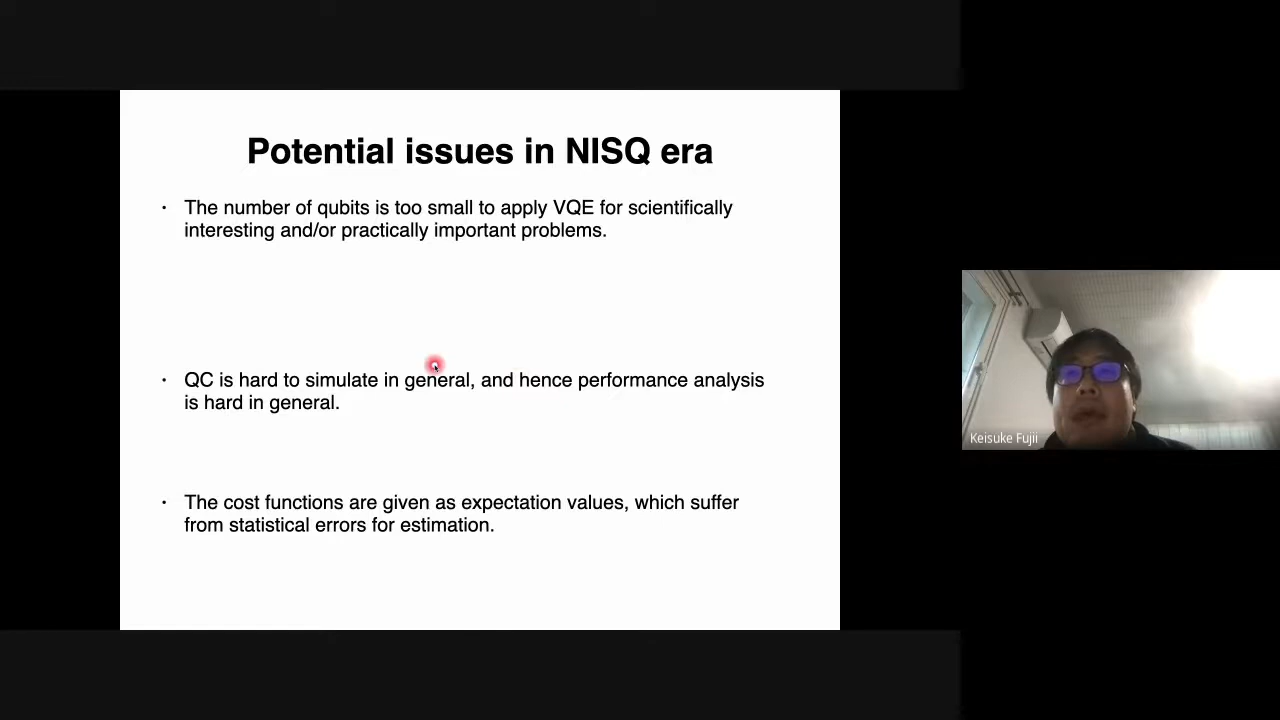 Potential issues in NISQ era
· The number of qubits is too small to apply VQE for scientifically
interesting and/or practically important problems.
· QC is hard to simulate in general, and hence performance analysis
is hard in general.
· The cost functions are given as expectation values, which suffer
from statistical errors for estimation.
Keisuke Fujii